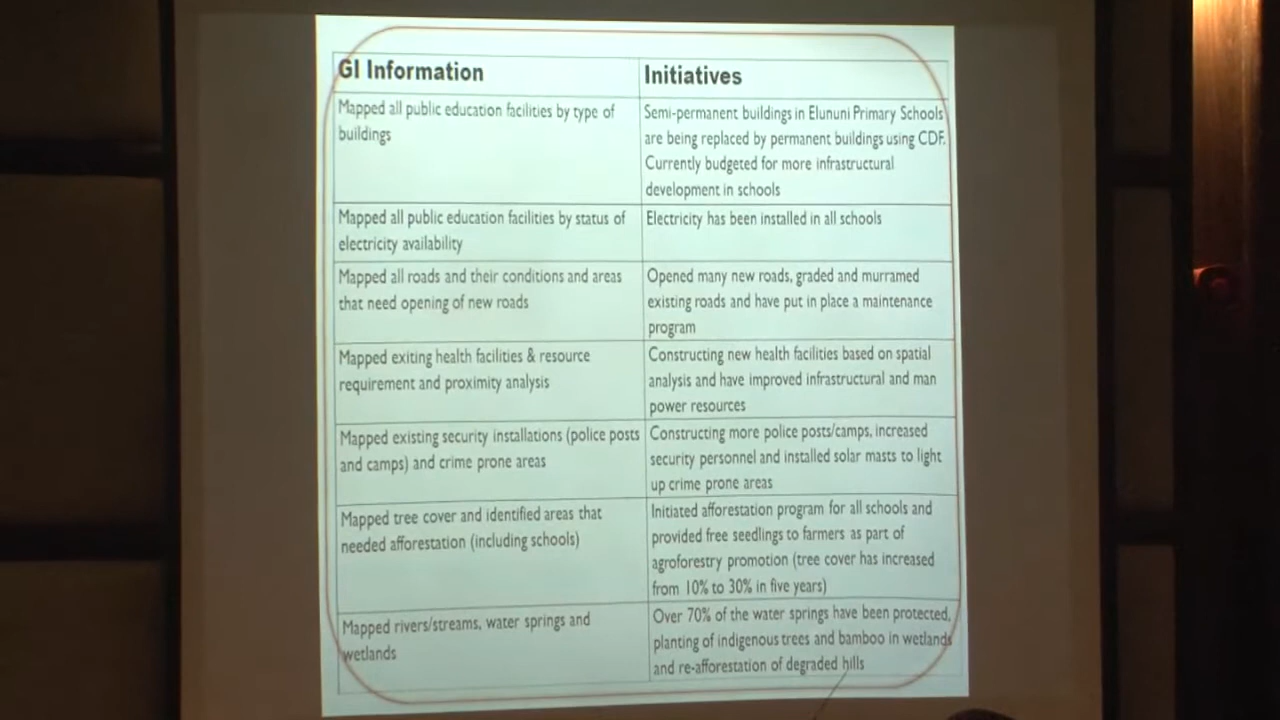 GI Information
Initiatives
Mapped all public education facilities by type of
buildings
Semi-permanent buildings in Elununi Primary Schools
are being replaced by permanent buildings using CDF.
Currently budgeted for more infrastructural
development in schools
Mapped all public education facilities by status of
electricity availability
Electricity has been installed in all schools
Mapped all roads and their conditions and areas
that need opening of new roads
Opened many new roads, graded and murramed
existing roads and have put in place a maintenance
program
Mapped exiting health facilities & resource
requirement and proximity analysis
Constructing new health facilities based on spatial
analysis and have improved infrastructural and man
power resources
Mapped existing security installations (police posts
and camps) and crime prone areas
Constructing more police posts/camps, increased
security personnel and installed solar masts to light
up crime prone areas
Mapped tree cover and identified areas that
needed afforestation (including schools)
Initiated afforestation program for all schools and
provided free seedlings to farmers as part of
agroforestry promotion (tree cover has increased
from 10% to 30% in five years)
Mapped rivers/streams, water springs and
wetlands
Over 70% of the water springs have been protected,
planting of indigenous trees and bamboo in wetlands
and re-afforestation of degraded hills